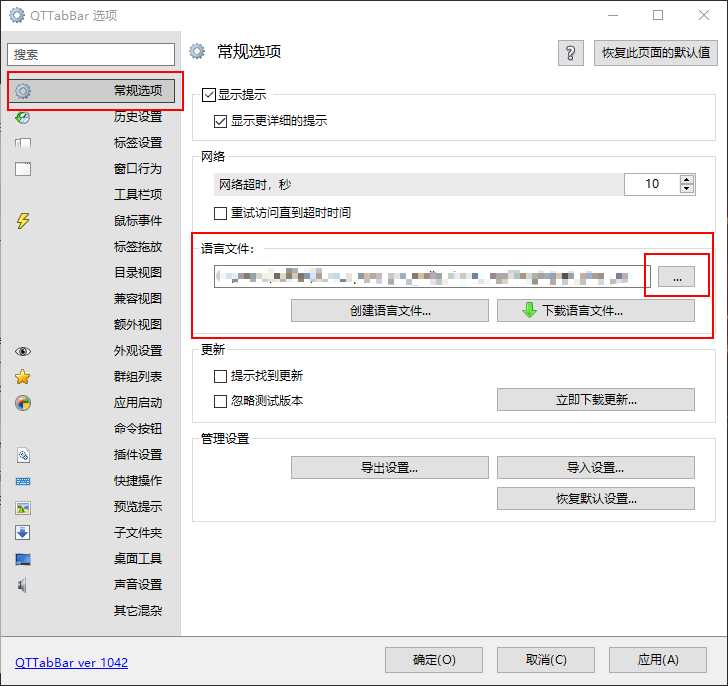 QTTabBar 选项
搜索
常规选项
历史设置
标签设置
窗口行为
工具栏项
鼠标事件
标签拖放
目录视图
兼容视图
额外视图
外观设置
群组列表
应用启动
命令按钮
插件设置
快捷操作
预览提示
子文件夹
桌面工具
声音设置
其它混杂
常规选项
?
恢复此页面的默认值
显示提示
显示更详细的提示
网络
网络超时，秒
10
重试访问直到超时时间
语言文件：
...
创建语言文件...
下载语言文件...
更新
提示找到更新
忽略测试版本
立即下载更新...
管理设置
导出设置...
导入设置...
恢复默认设置...
QTTabBar ver 1042
确定(O)
取消(C)
应用(A)